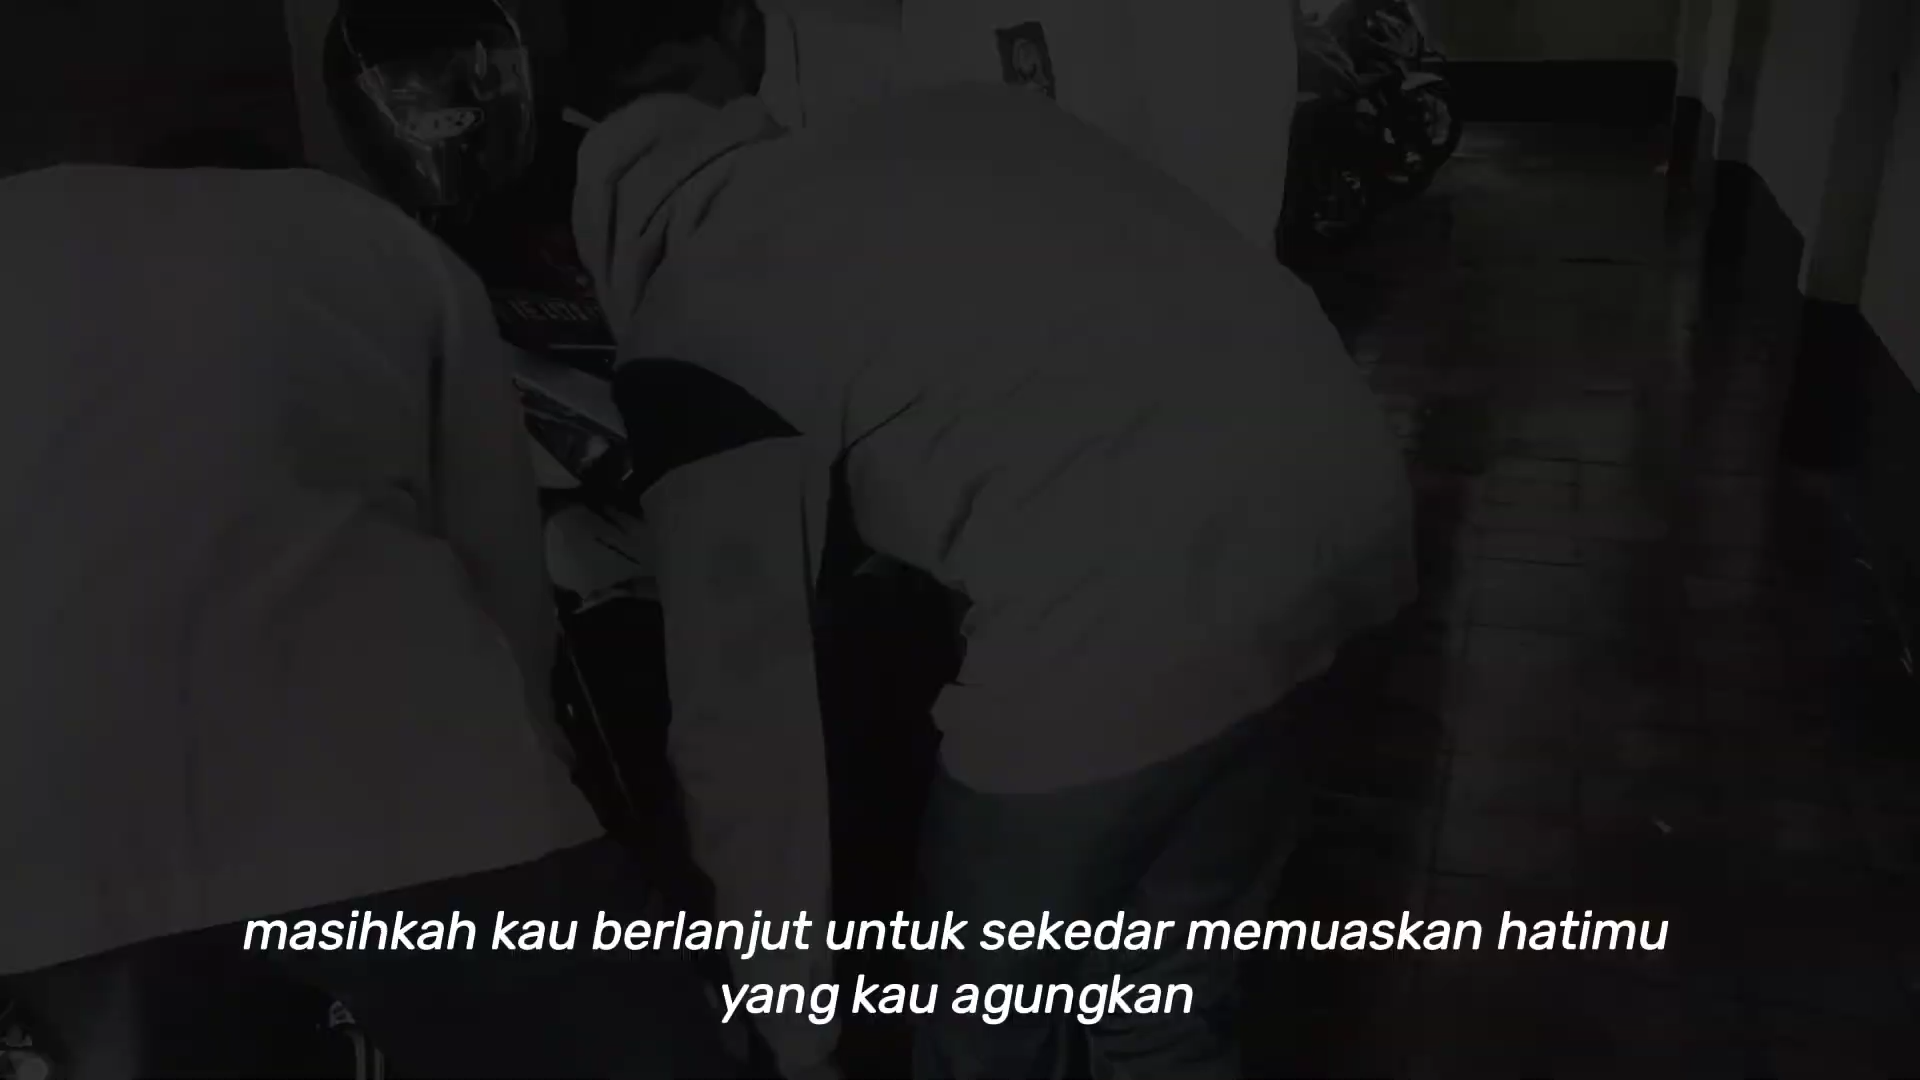 masihkah kau berlanjut untuk sekedar memuaskan hatimu
yang kau agungkan